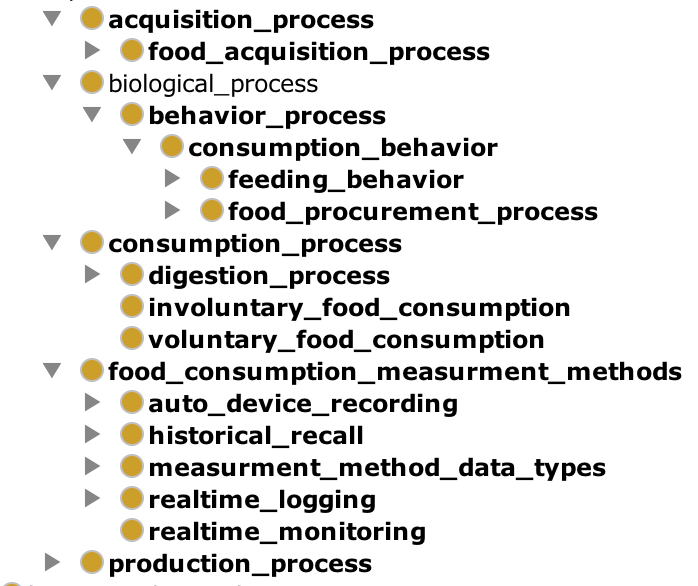 acquisition_process
food_acquisition_process
biological_process
behavior_process
consumption_behavior
feeding_behavior
food_procurement_process
consumption_process
digestion_process
involuntary_food_consumption
voluntary_food_consumption
food_consumption_measurment_methods
auto_device_recording
historical_recall
measurment_method_data_types
realtime_logging
realtime_monitoring
production_process